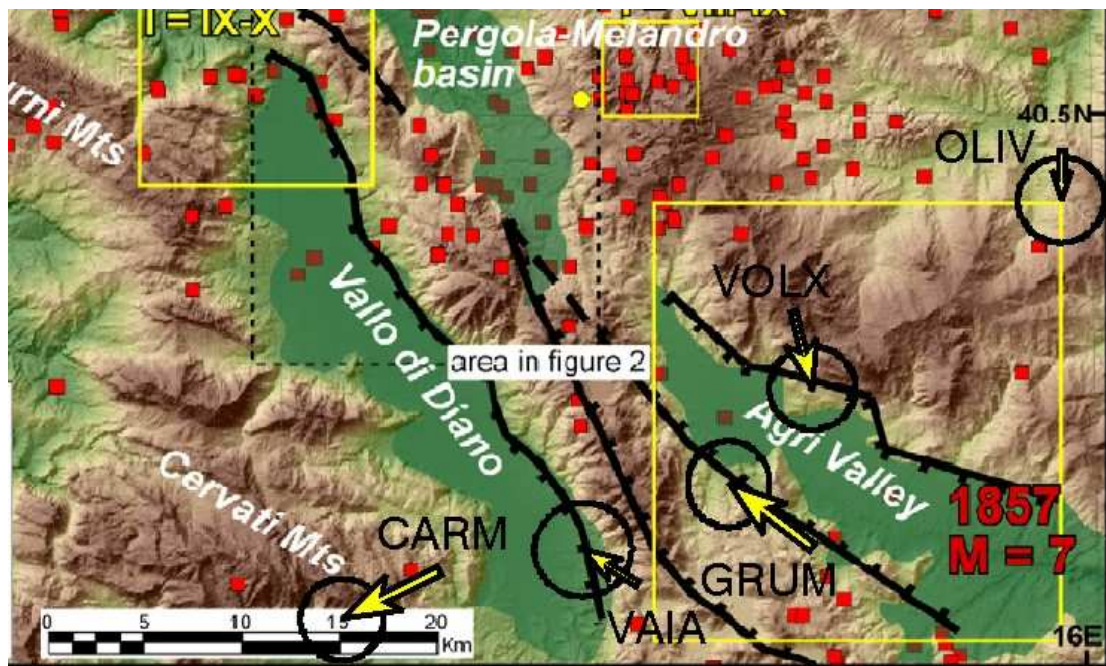 I = IX-X
Pergola-Melandro
basin
40.5N
OLIV
Mts
VOLX
Vallo di Diano
area in figure 2
Agri Valley
1857
M = 7
Cervati Mts
CARM
GRUM
VAIA
0 5 10 15 20
Km
16E